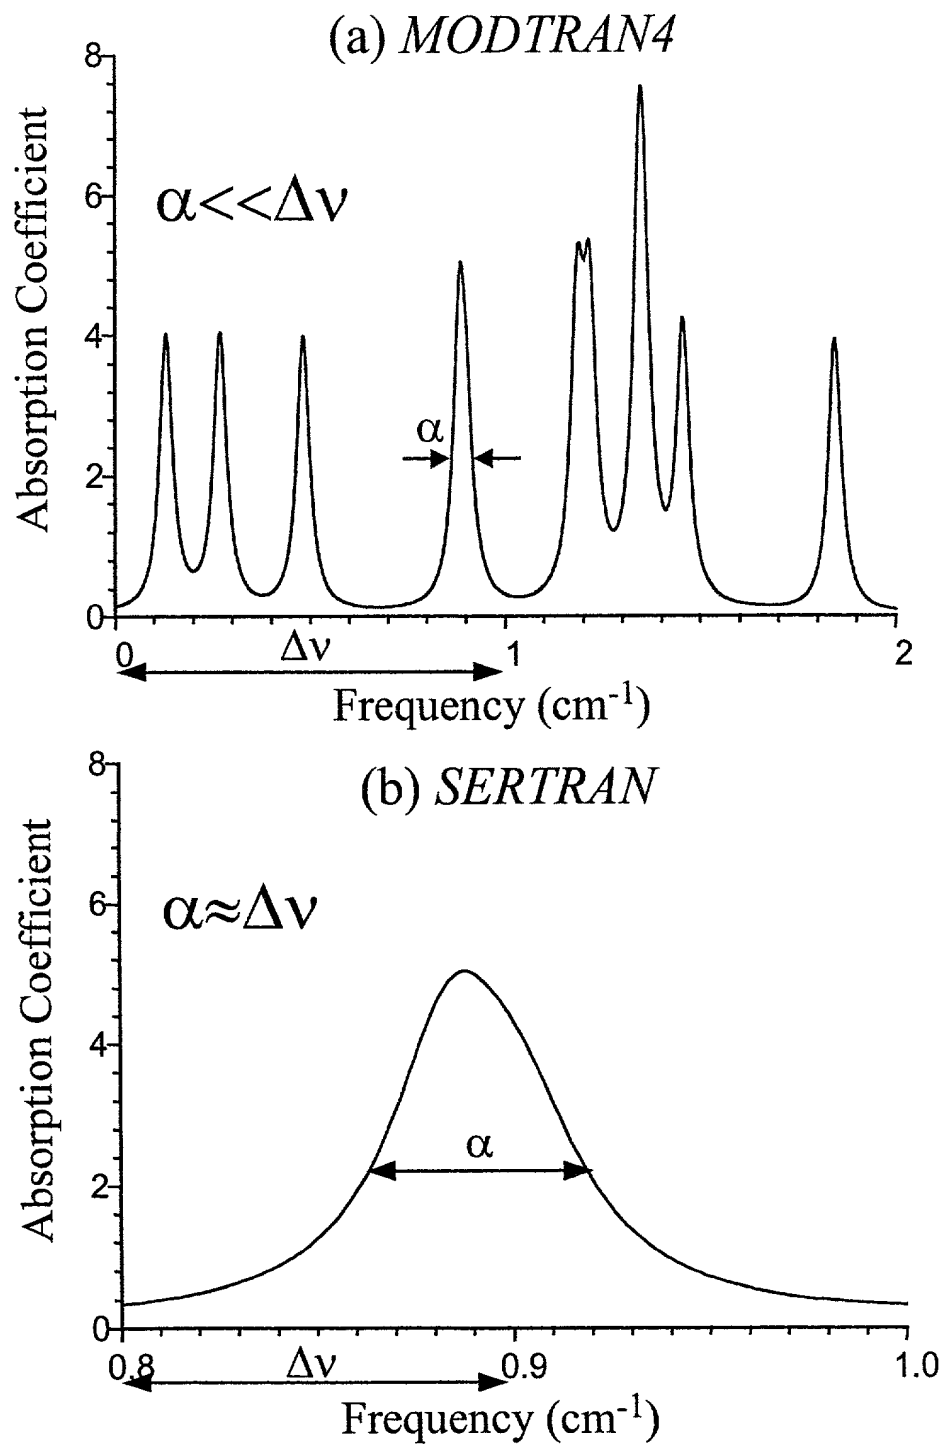 (a) MODTRAN4
8
6
4
2
0
Absorption Coefficient
α<<Δν
α
0
1
2
Δν
Frequency (cm-1)
(b) SERTRAN
8
6
4
2
0
Absorption Coefficient
α≈Δν
α
0.8
0.9
1.0
Δν
Frequency (cm-1)